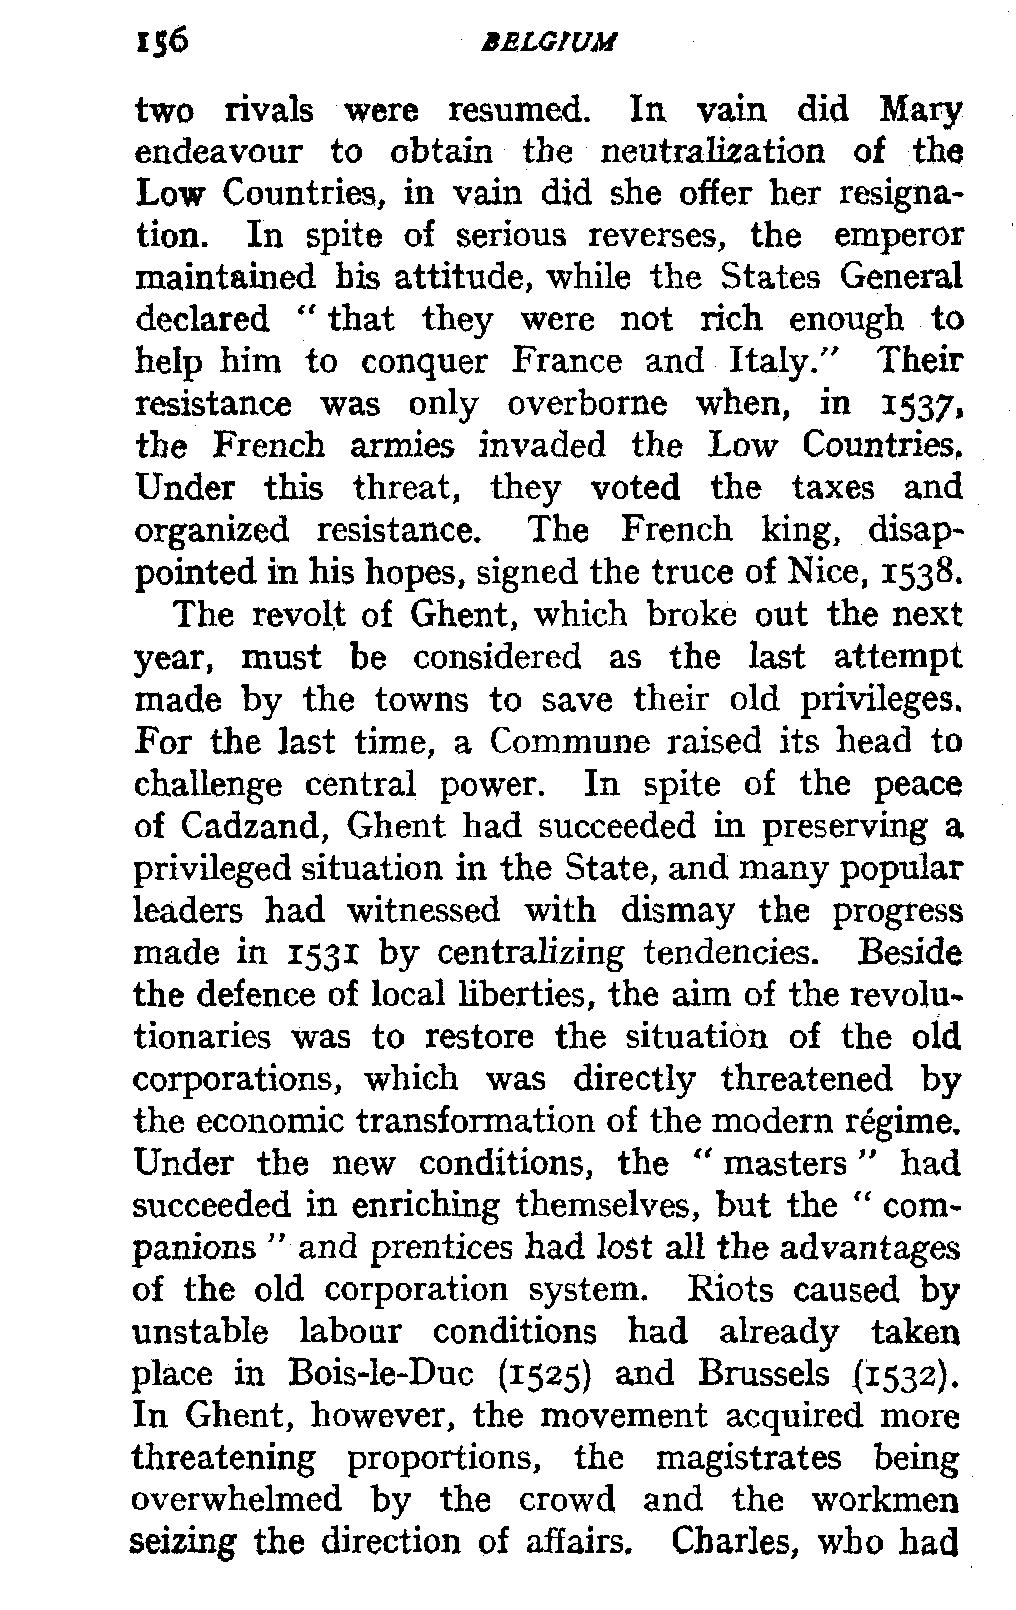 156 BELGIUM
two rivals were resumed. In vain did Mary
endeavour to obtain the neutralization of the
Low Countries, in vain did she offer her resigna-
tion. In spite of serious reverses, the emperor
maintained his attitude, while the States General
declared “ that they were not rich enough to
help him to conquer France and Italy.” Their
resistance was only overborne when, in 1537,
the French armies invaded the Low Countries.
Under this threat, they voted the taxes and
organized resistance. The French king, disap-
pointed in his hopes, signed the truce of Nice, 1538.
The revolt of Ghent, which broke out the next
year, must be considered as the last attempt
made by the towns to save their old privileges.
For the last time, a Commune raised its head to
challenge central power. In spite of the peace
of Cadzand, Ghent had succeeded in preserving a
privileged situation in the State, and many popular
leaders had witnessed with dismay the progress
made in 1531 by centralizing tendencies. Beside
the defence of local liberties, the aim of the revolu-
tionaries was to restore the situation of the old
corporations, which was directly threatened by
the economic transformation of the modern régime.
Under the new conditions, the “ masters ” had
succeeded in enriching themselves, but the “ com-
panions ” and prentices had lost all the advantages
of the old corporation system. Riots caused by
unstable labour conditions had already taken
place in Bois-le-Duc (1525) and Brussels (1532).
In Ghent, however, the movement acquired more
threatening proportions, the magistrates being
overwhelmed by the crowd and the workmen
seizing the direction of affairs. Charles, who had